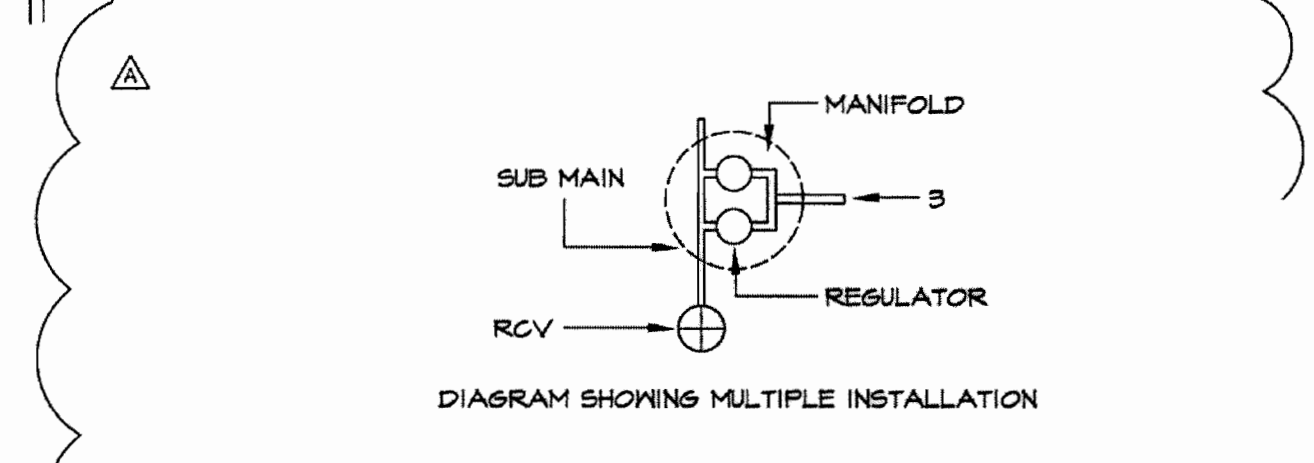 A
MANIFOLD
SUB MAIN
3
REGULATOR
RCV
DIAGRAM SHOWING MULTIPLE INSTALLATION